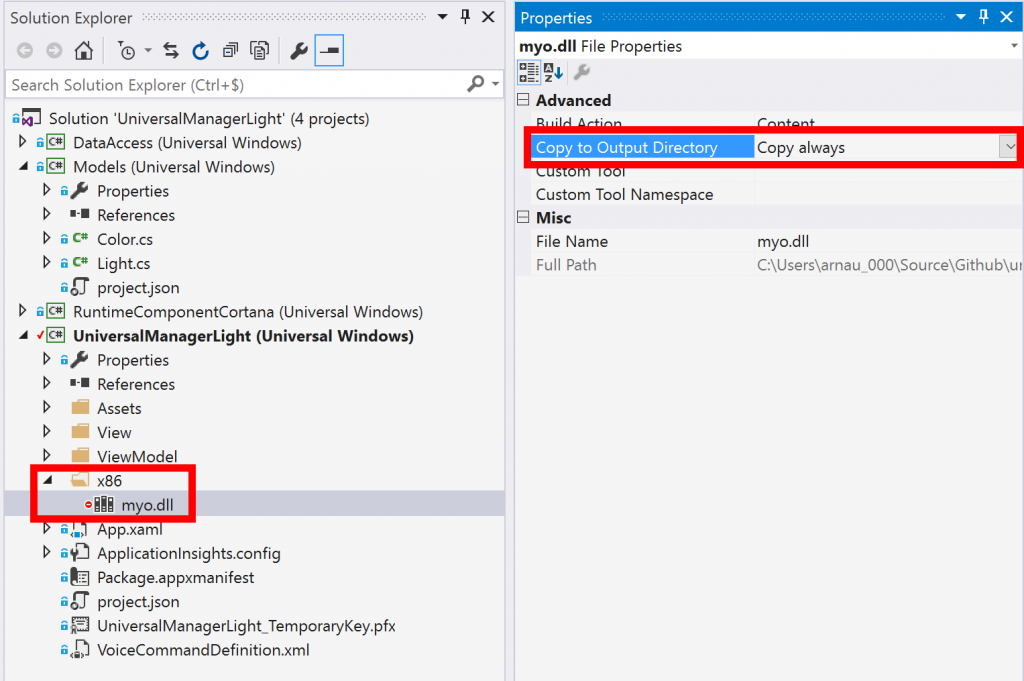 Solution Explorer
Search Solution Explorer (Ctrl+$)
Solution 'UniversalManagerLight' (4 projects)
C# DataAccess (Universal Windows)
C# Models (Universal Windows)
Properties
References
C# Color.cs
C# Light.cs
project.json
C# RuntimeComponentCortana (Universal Windows)
C# UniversalManagerLight (Universal Windows)
Properties
References
Assets
View
ViewModel
x86
myo.dll
App.xaml
ApplicationInsights.config
Package.appxmanifest
project.json
UniversalManagerLight_TemporaryKey.pfx
VoiceCommandDefinition.xml
Properties
myo.dll File Properties
Advanced
Build Action Content
Copy to Output Directory Copy always
Custom Tool
Custom Tool Namespace
Misc
File Name myo.dll
Full Path C:\Users\arnau_000\Source\Github\ur